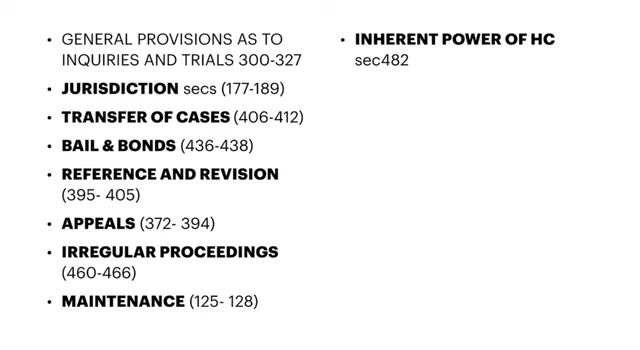 • GENERAL PROVISIONS AS TO
INQUIRIES AND TRIALS 300-327
• JURISDICTION secs (177-189)
• TRANSFER OF CASES (406-412)
• BAIL & BONDS (436-438)
• REFERENCE AND REVISION
(395- 405)
• APPEALS (372- 394)
• IRREGULAR PROCEEDINGS
(460-466)
• MAINTENANCE (125- 128)
• INHERENT POWER OF HC
sec482